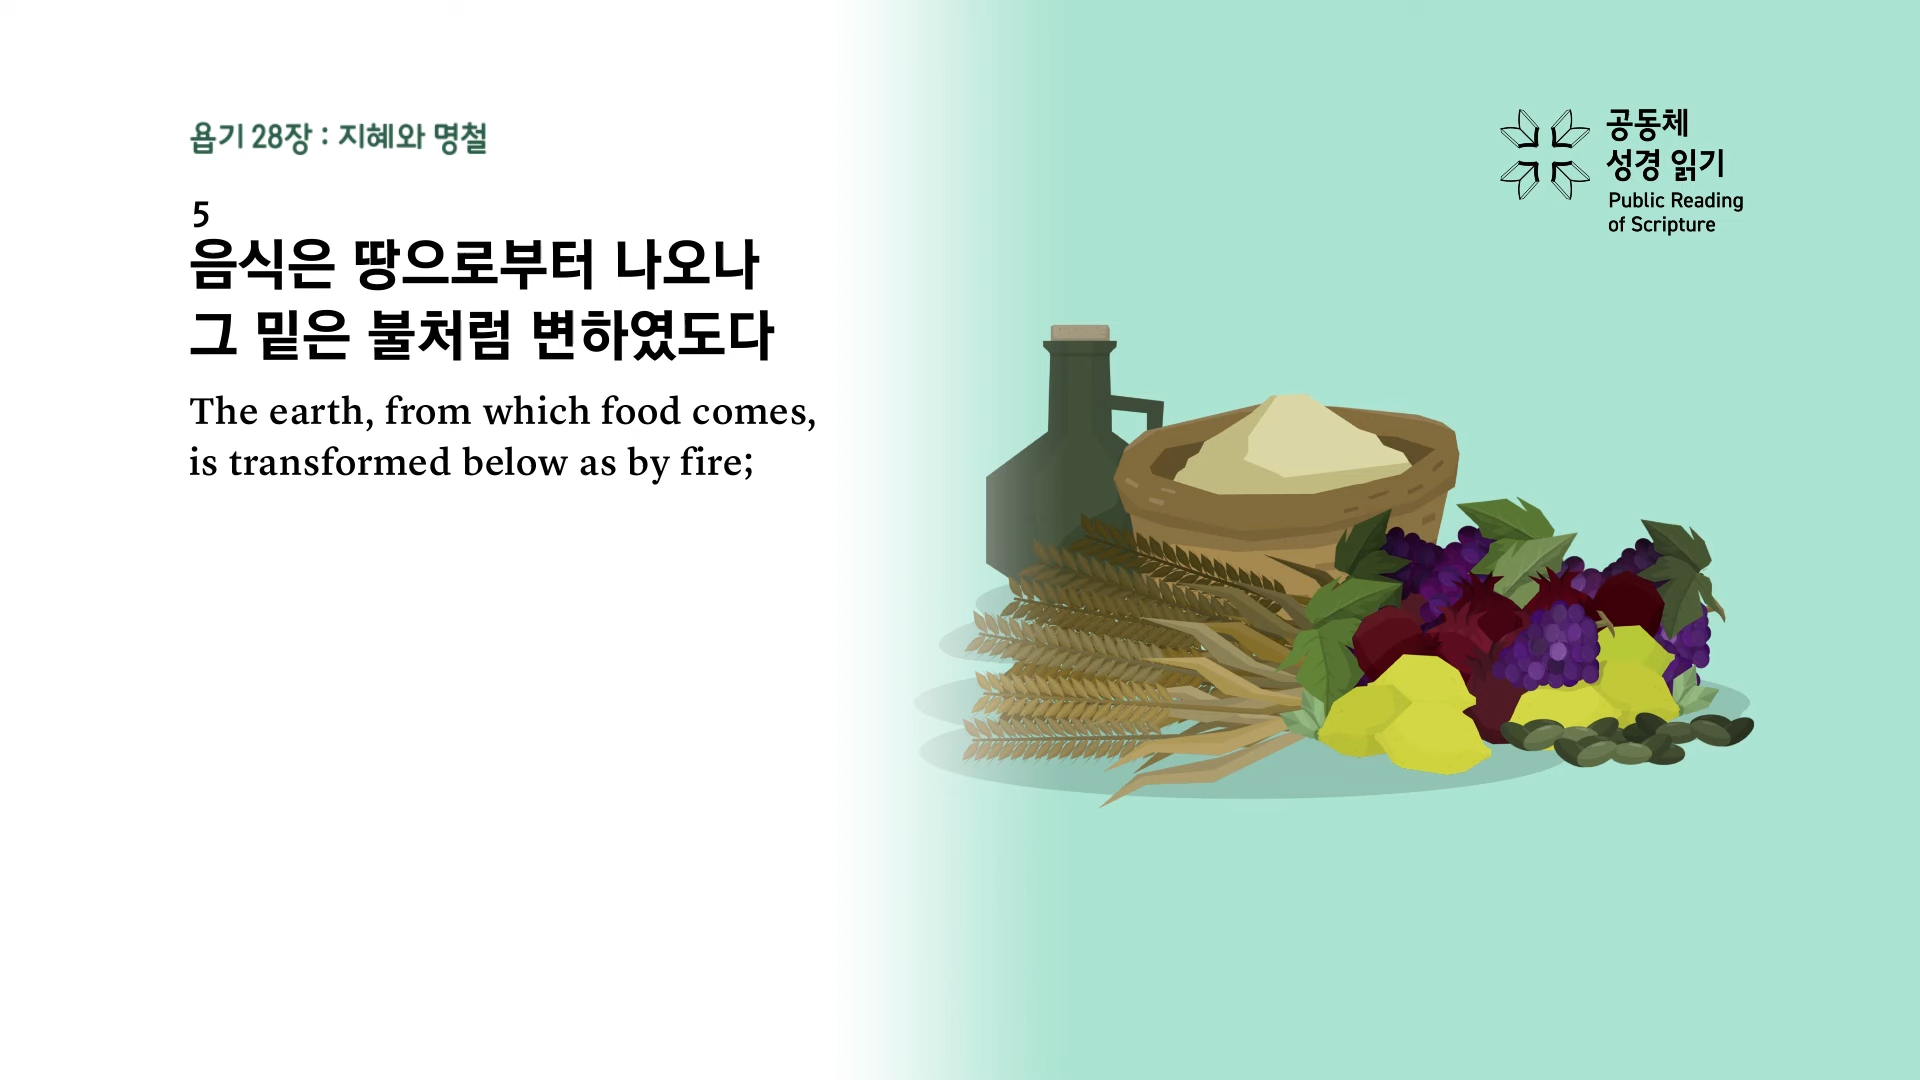 욥기 28장 : 지혜와 명철
5
음식은 땅으로부터 나오나
그 밑은 불처럼 변하였도다
The earth, from which food comes,
is transformed below as by fire;
공동체
성경 읽기
Public Reading
of Scripture